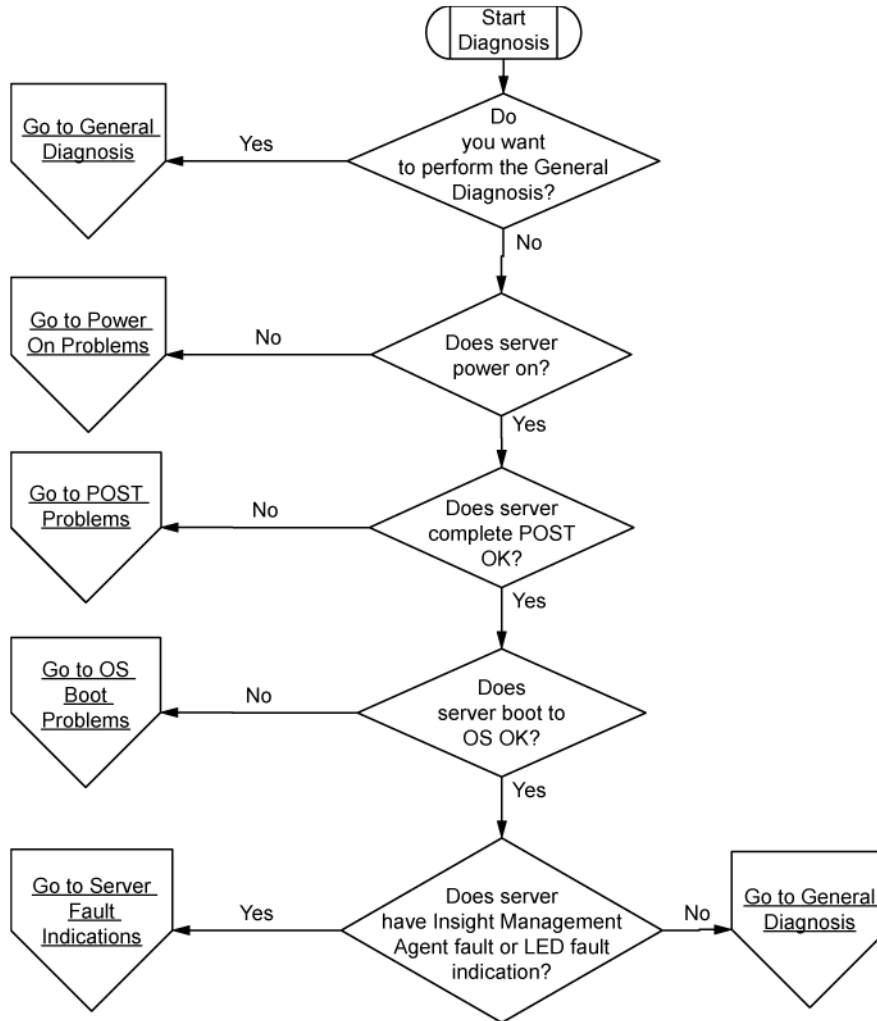 Start
Diagnosis
Do
you want
to perform the General
Diagnosis?
Yes
Go to General
Diagnosis
No
Does server
power on?
No
Go to Power
On Problems
Yes
Does server
complete POST
OK?
No
Go to POST
Problems
Yes
Does
server boot to
OS OK?
No
Go to OS
Boot
Problems
Yes
Does server
have Insight Management
Agent fault or LED fault
indication?
Yes
Go to Server
Fault
Indications
No
Go to General
Diagnosis